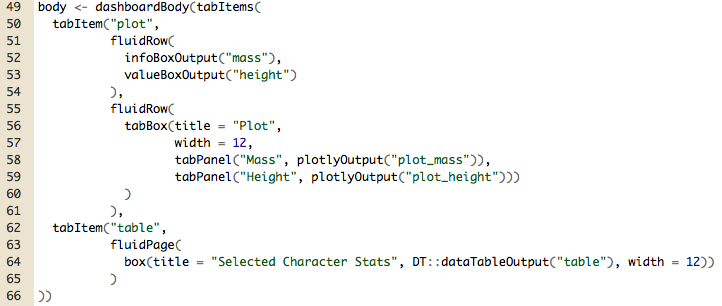 49 body <- dashboardBody(tabItems(
50   tabItem("plot",
51           fluidRow(
52             infoBoxOutput("mass"),
53             valueBoxOutput("height")
54           ),
55           fluidRow(
56             tabBox(title = "Plot",
57                    width = 12,
58                    tabPanel("Mass", plotlyOutput("plot_mass")),
59                    tabPanel("Height", plotlyOutput("plot_height")))
60             )
61           ),
62   tabItem("table",
63           fluidPage(
64             box(title = "Selected Character Stats", DT::dataTableOutput("table"), width = 12))
65           )
66 ))